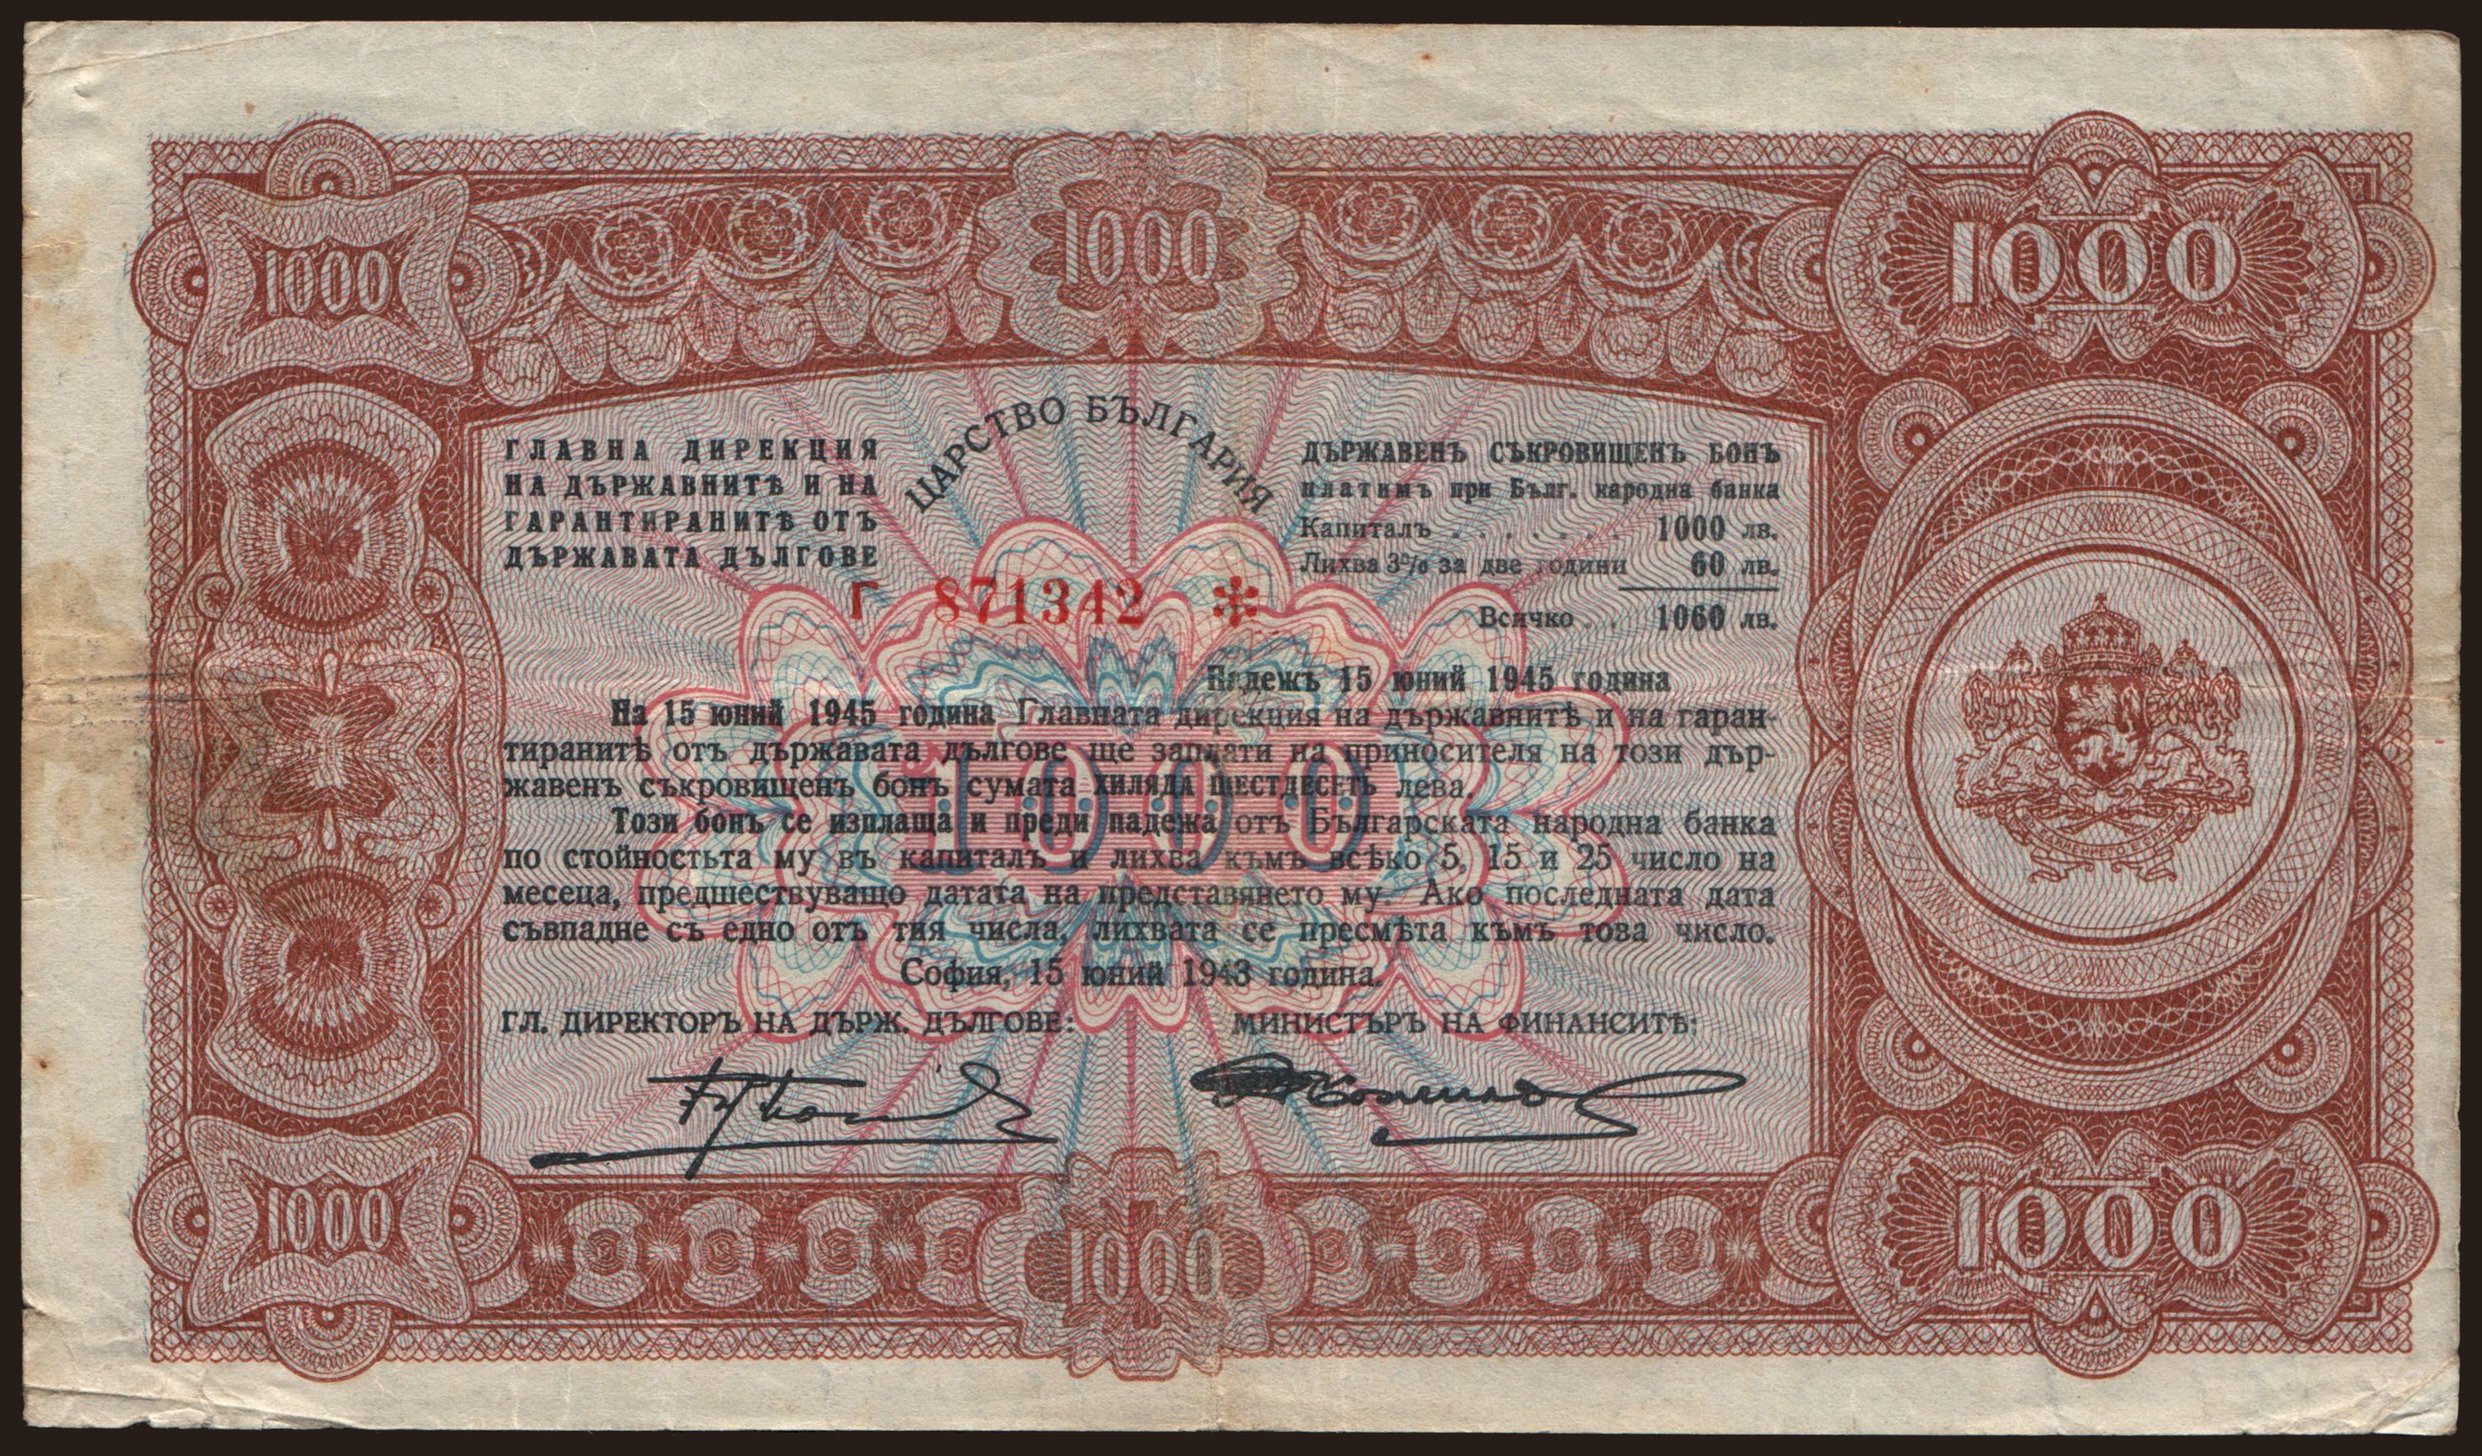 1000
1000
1000
ЦАРСТВО БЪЛГАРИЯ
ГЛАВНА ДИРЕКЦИЯ
НА ДЪРЖАВНИТѢ И НА
ГАРАНТИРАНИТѢ ОТЪ
ДЪРЖАВАТА ДЪЛГОВЕ
ДЪРЖАВЕНЪ СЪКРОВИЩЕНЪ БОНЪ
платимъ при Бълг. народна банка
Капиталъ . . . . . . . 1000 лв.
Лихва 3% за две години 60 лв.
Всичко . . 1060 лв.
Г 871342 *
Падежъ 15 юний 1945 година
На 15 юний 1945 година Главната дирекция на държавнитѣ и на гаран-
тиранитѣ отъ държавата дългове ще заплати на приносителя на този дър-
жавенъ съкровищенъ бонъ сумата ХИЛЯДА ШЕСТДЕСЕТЬ лева.
Този бонъ се изплаща и преди падежа отъ Българската народна банка
по стойностьта му въ капиталъ и лихва къмъ всѣко 5, 15 и 25 число на
месеца, предшествуващо датата на представянето му. Ако последната дата
съвпадне съ едно отъ тия числа, лихвата се пресмѣта къмъ това число.
1000
София, 15 юний 1943 година.
ГЛ. ДИРЕКТОРЪ НА ДЪРЖ. ДЪЛГОВЕ:
МИНИСТЪРЪ НА ФИНАНСИТѢ:
1000
1000
1000